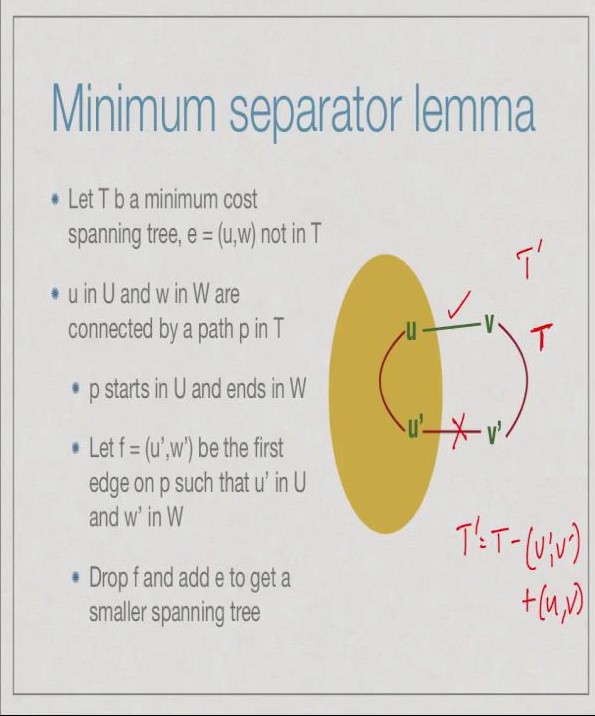 Minimum separator lemma
Let T b a minimum cost
spanning tree, e = (u,w) not in T
u in U and w in W are
connected by a path p in T
p starts in U and ends in W
Let f = (u',w') be the first
edge on p such that u' in U
and w' in W
Drop f and add e to get a
smaller spanning tree
T'
u v
T
u' v'
T' = T - (u',v')
+ (u,v)